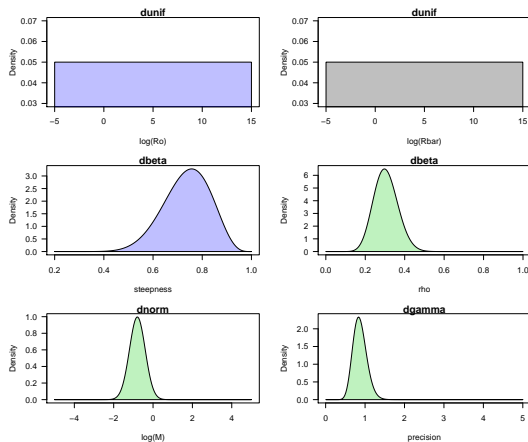 dunif
Density
0.07
0.06
0.05
0.04
0.03
−5 0 5 10 15
log(Ro)
dunif
Density
0.07
0.06
0.05
0.04
0.03
−5 0 5 10 15
log(Rbar)
dbeta
Density
3.0
2.5
2.0
1.5
1.0
0.5
0.0
0.2 0.4 0.6 0.8 1.0
steepness
dbeta
Density
6
5
4
3
2
1
0
0.0 0.2 0.4 0.6 0.8 1.0
rho
dnorm
Density
1.0
0.8
0.6
0.4
0.2
0.0
−4 −2 0 2 4
log(M)
dgamma
Density
2.0
1.5
1.0
0.5
0.0
0 1 2 3 4 5
precision